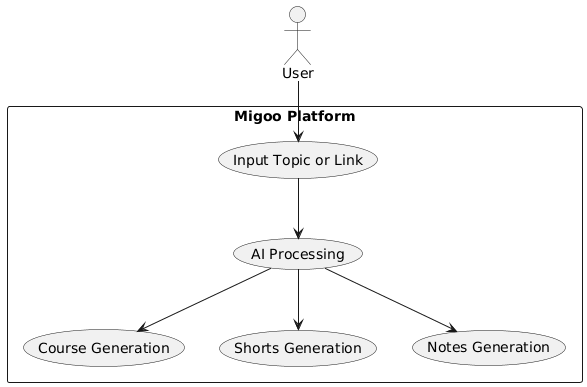 User
Migoo Platform
Input Topic or Link
AI Processing
Course Generation
Shorts Generation
Notes Generation